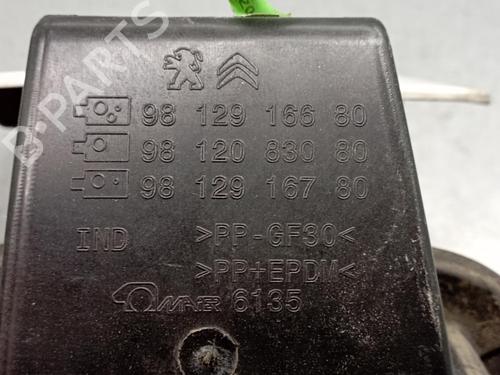 98 129 166 80
98 120 830 80
98 129 167 80
IND >PP-GF30<
>PP+EPDM<
MAIER 6135
B-PARTS